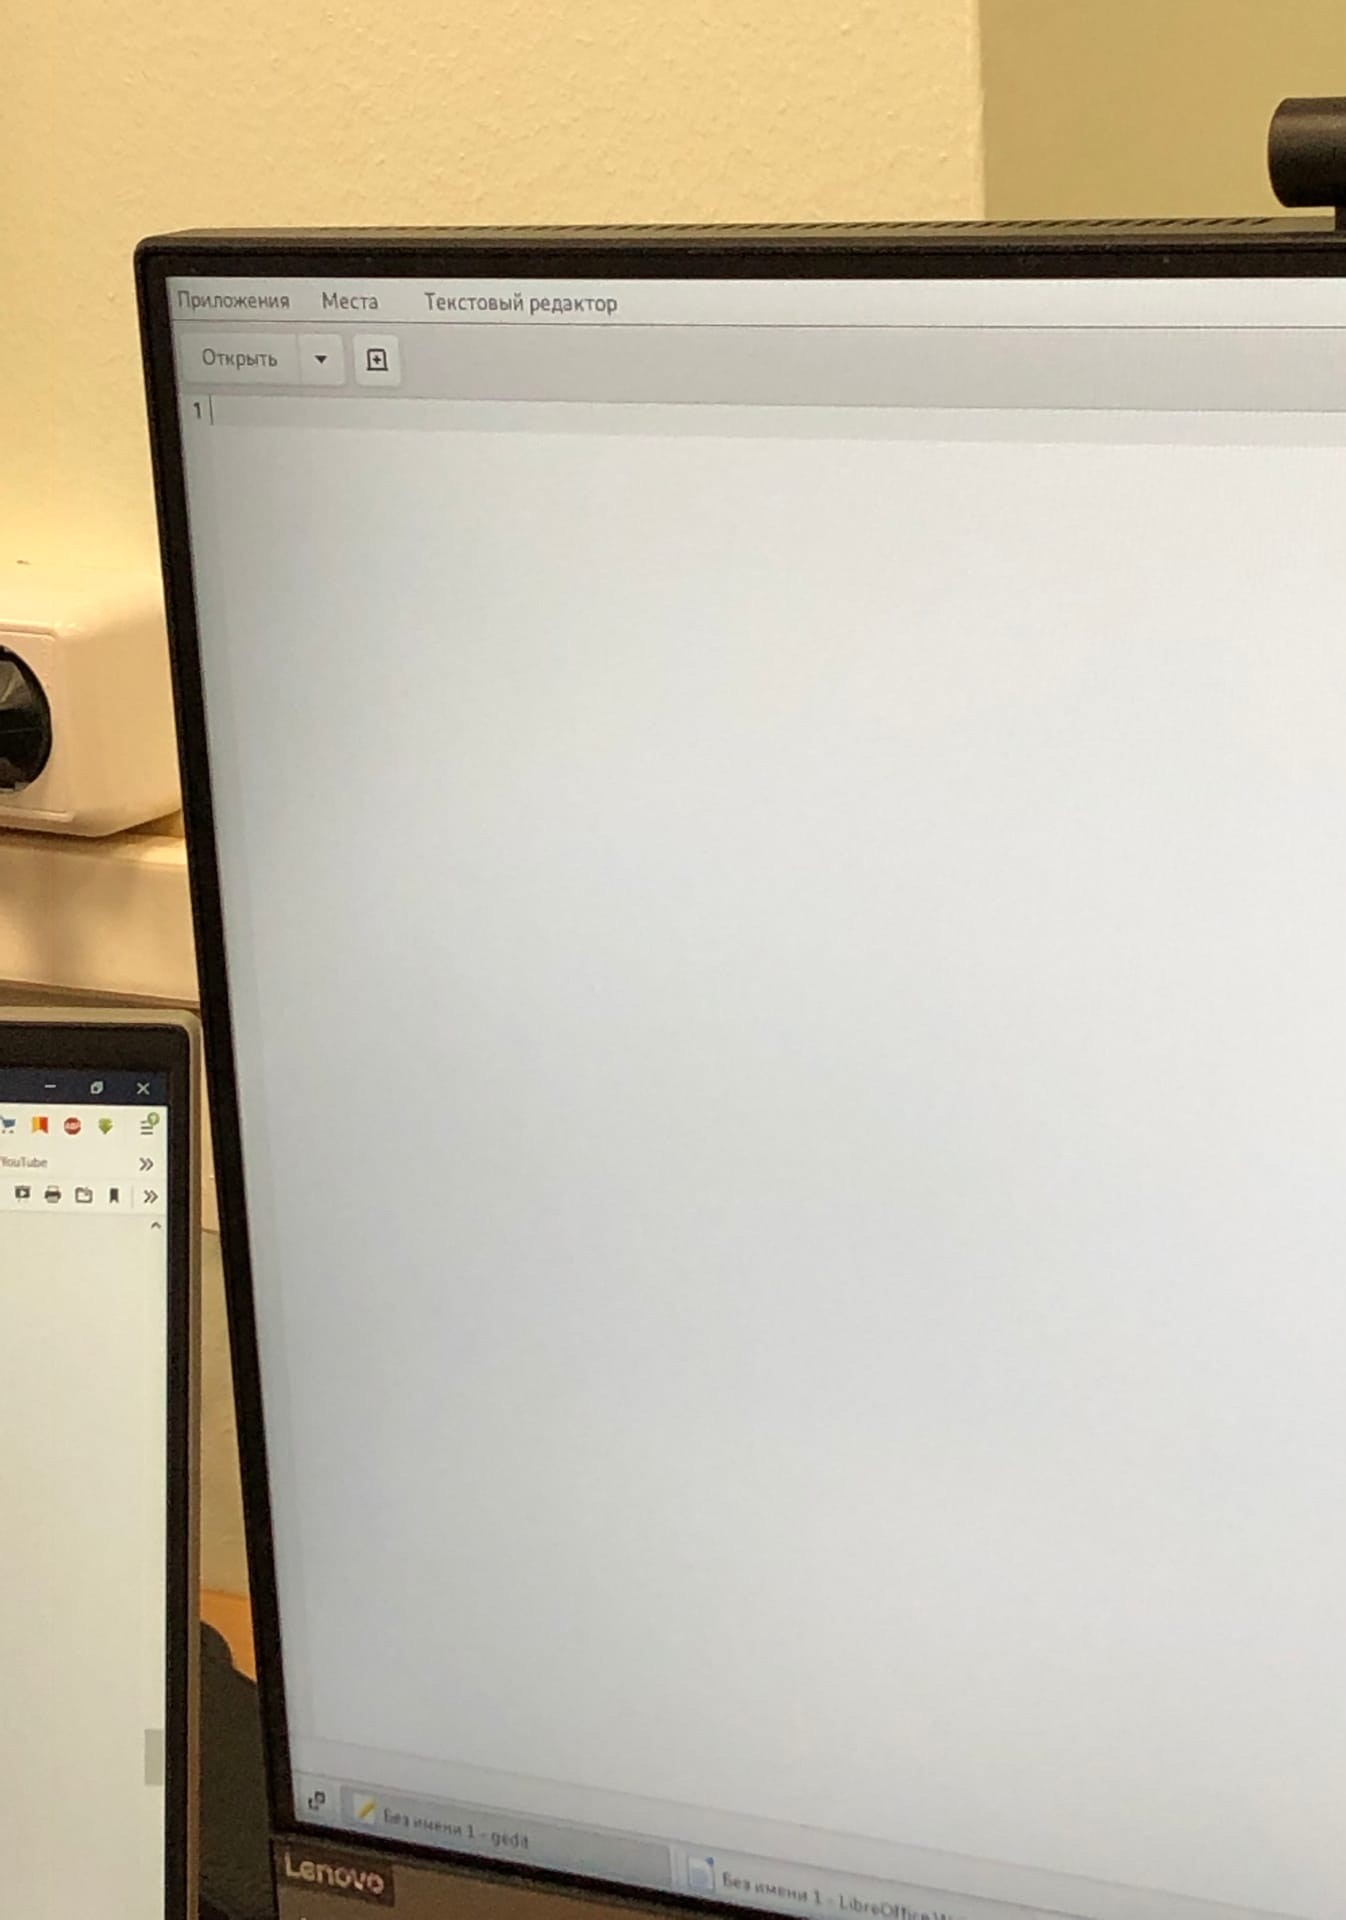 Приложения Места Текстовый редактор
Открыть
1
YouTube
Без имени 1 - gedit
Без имени 1 - LibreOffice
Lenovo